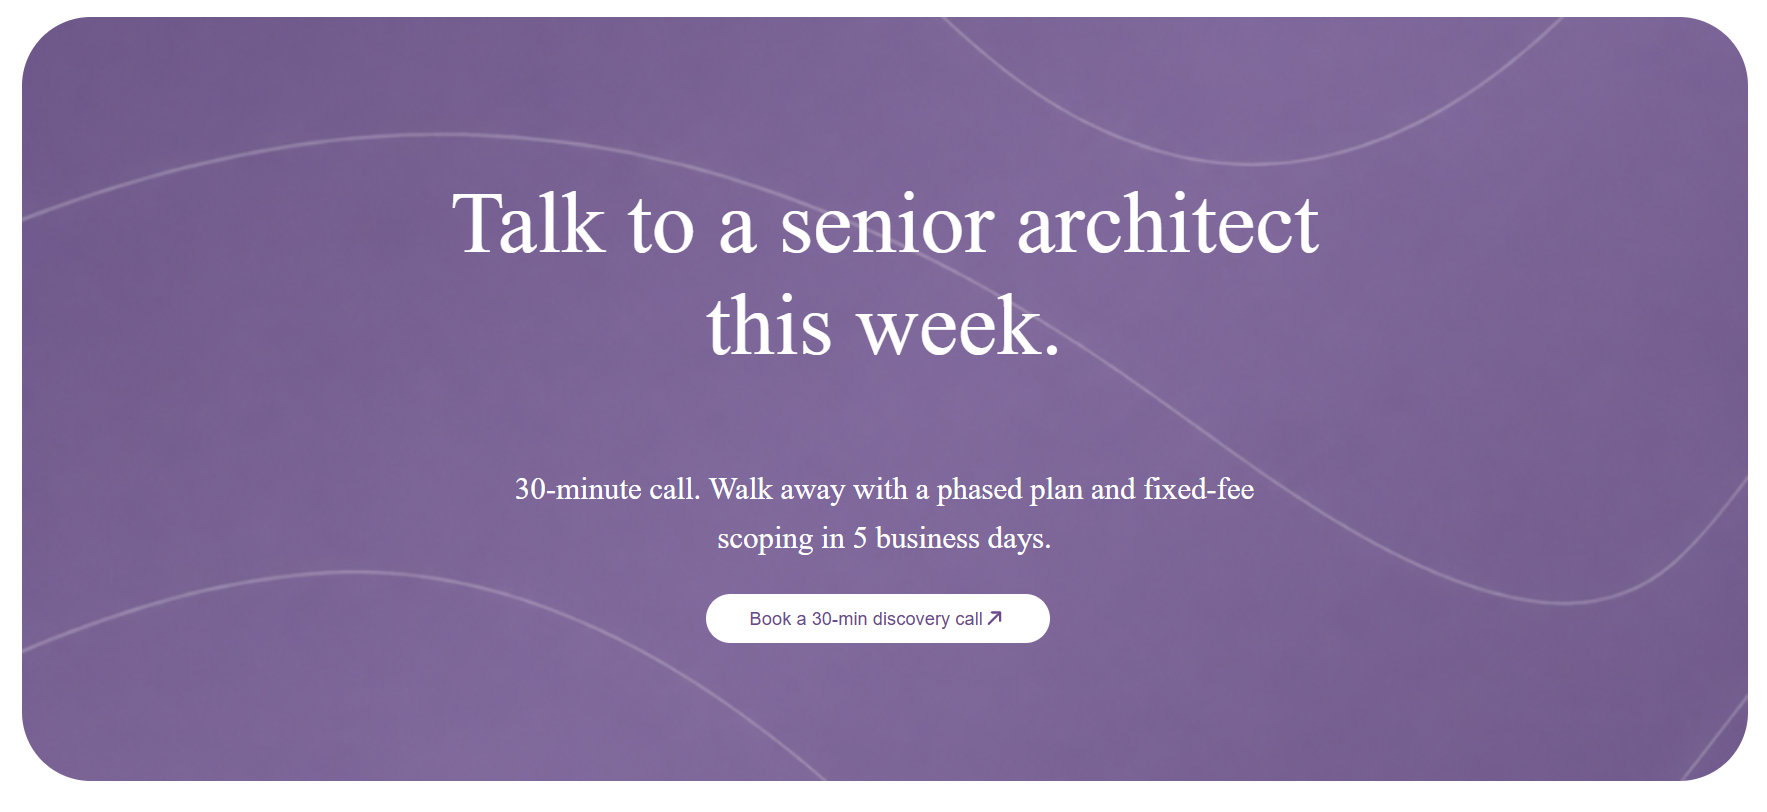 Talk to a senior architect
this week.
30-minute call. Walk away with a phased plan and fixed-fee
scoping in 5 business days.
Book a 30-min discovery call